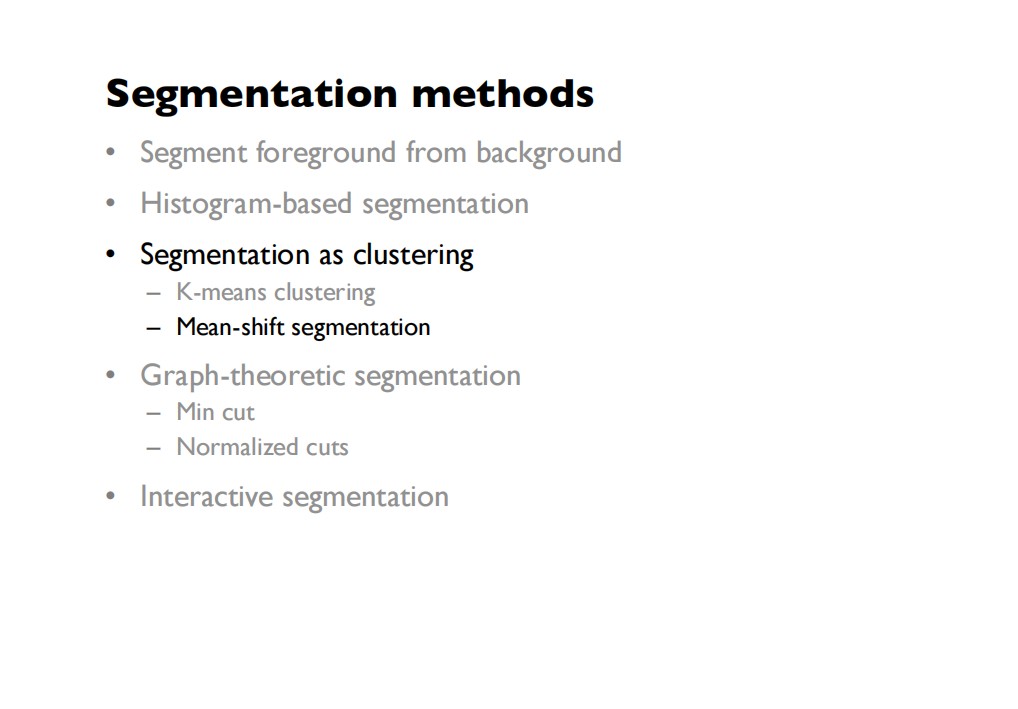 Segmentation methods
• Segment foreground from background
• Histogram-based segmentation
• Segmentation as clustering
– K-means clustering
– Mean-shift segmentation
• Graph-theoretic segmentation
– Min cut
– Normalized cuts
• Interactive segmentation